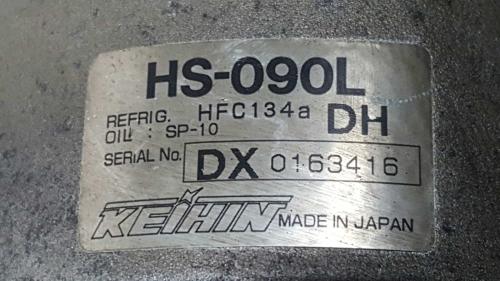 HS-090L
REFRIG. HFC134a DH
OIL : SP-10
SERIAL No. DX 0163416
KEIHIN MADE IN JAPAN